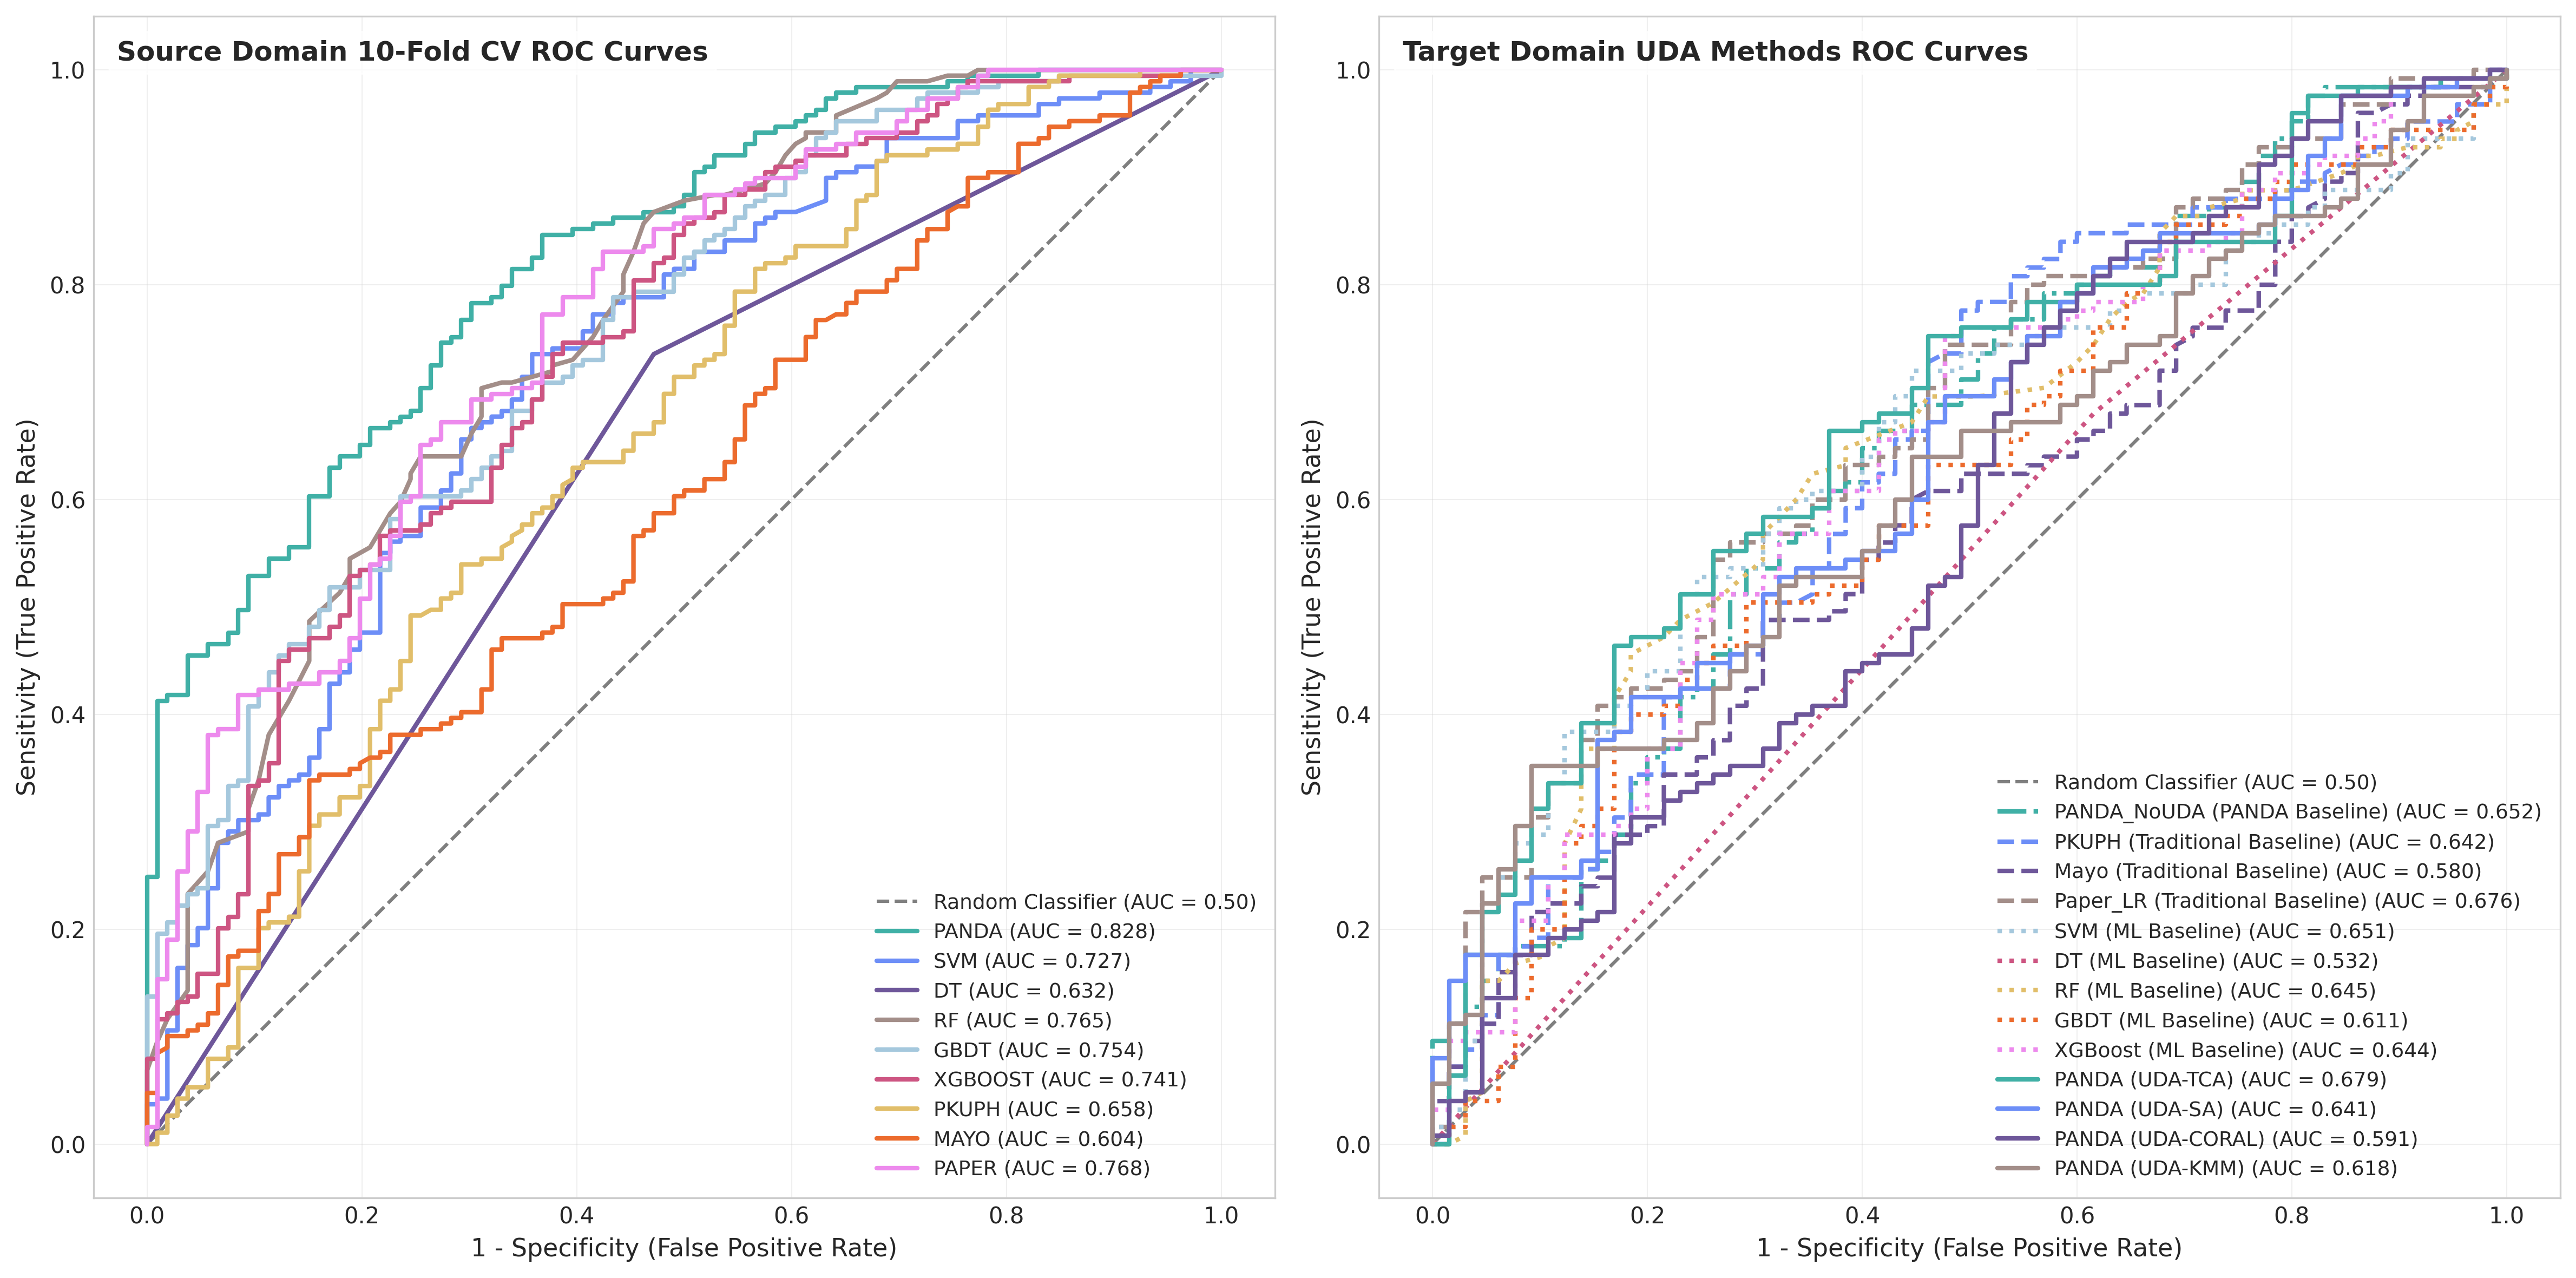 Source Domain 10-Fold CV ROC Curves
Sensitivity (True Positive Rate)
1.0
0.8
0.6
0.4
0.2
0.0
Random Classifier (AUC = 0.50)
PANDA (AUC = 0.828)
SVM (AUC = 0.727)
DT (AUC = 0.632)
RF (AUC = 0.765)
GBDT (AUC = 0.754)
XGBOOST (AUC = 0.741)
PKUPH (AUC = 0.658)
MAYO (AUC = 0.604)
PAPER (AUC = 0.768)
0.0 0.2 0.4 0.6 0.8 1.0
1 - Specificity (False Positive Rate)
Target Domain UDA Methods ROC Curves
Sensitivity (True Positive Rate)
1.0
0.8
0.6
0.4
0.2
0.0
Random Classifier (AUC = 0.50)
PANDA_NoUDA (PANDA Baseline) (AUC = 0.652)
PKUPH (Traditional Baseline) (AUC = 0.642)
Mayo (Traditional Baseline) (AUC = 0.580)
Paper_LR (Traditional Baseline) (AUC = 0.676)
SVM (ML Baseline) (AUC = 0.651)
DT (ML Baseline) (AUC = 0.532)
RF (ML Baseline) (AUC = 0.645)
GBDT (ML Baseline) (AUC = 0.611)
XGBoost (ML Baseline) (AUC = 0.644)
PANDA (UDA-TCA) (AUC = 0.679)
PANDA (UDA-SA) (AUC = 0.641)
PANDA (UDA-CORAL) (AUC = 0.591)
PANDA (UDA-KMM) (AUC = 0.618)
0.0 0.2 0.4 0.6 0.8 1.0
1 - Specificity (False Positive Rate)